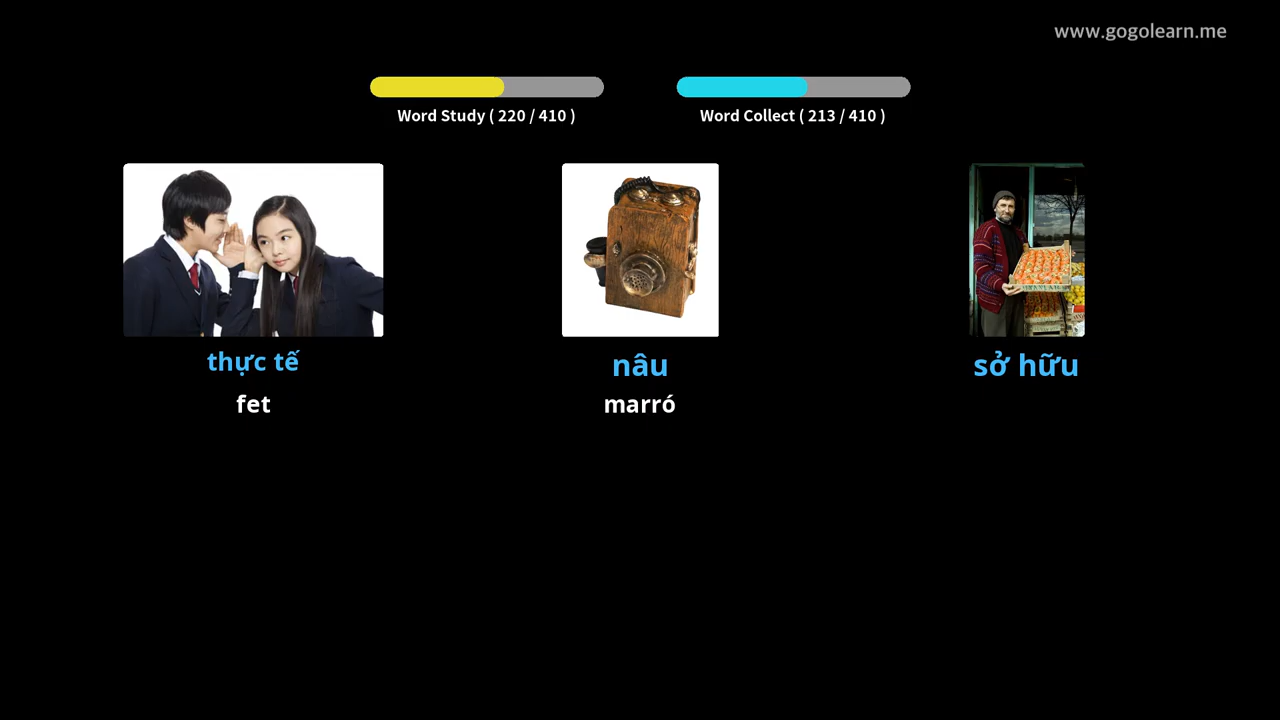 www.gogolearn.me
Word Study ( 220 / 410 )
Word Collect ( 213 / 410 )
thực tế
nâu
sở hữu
fet
marró